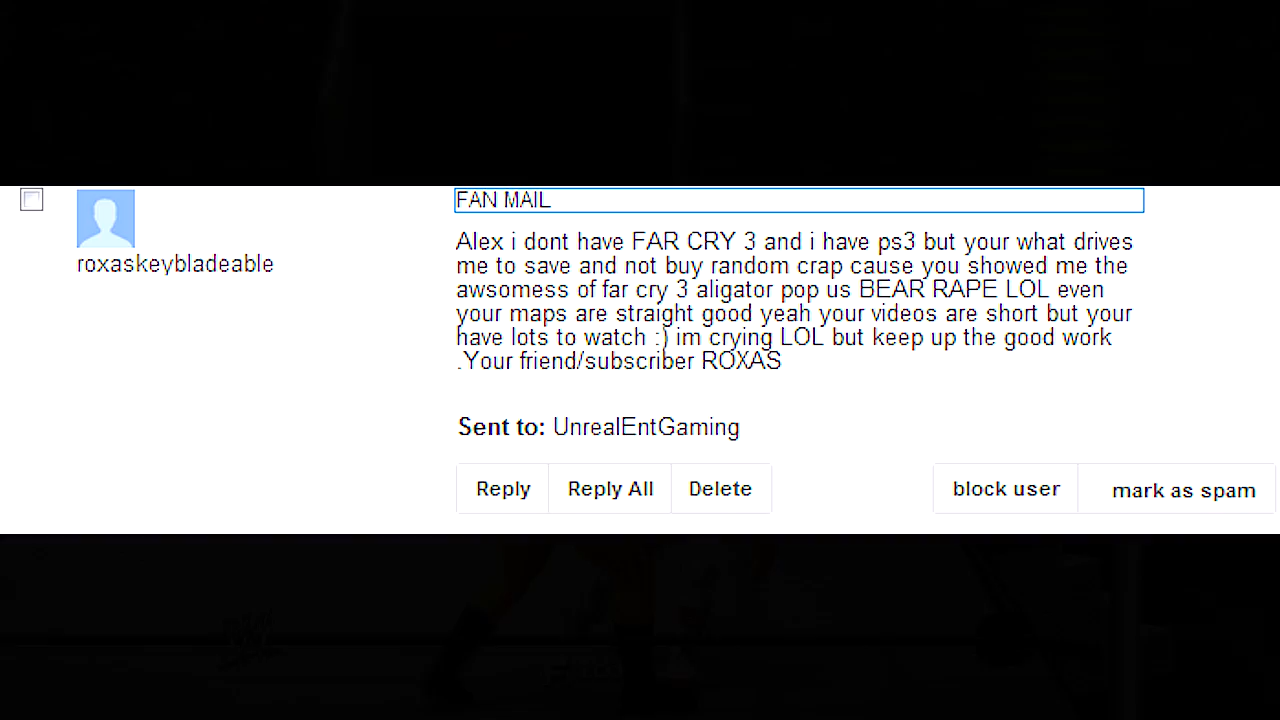 FAN MAIL
roxaskeybladeable
Alex i dont have FAR CRY 3 and i have ps3 but your what drives
me to save and not buy random crap cause you showed me the
awsomess of far cry 3 aligator pop us BEAR RAPE LOL even
your maps are straight good yeah your videos are short but your
have lots to watch :) im crying LOL but keep up the good work
.Your friend/subscriber ROXAS
Sent to: UnrealEntGaming
Reply Reply All Delete block user mark as spam